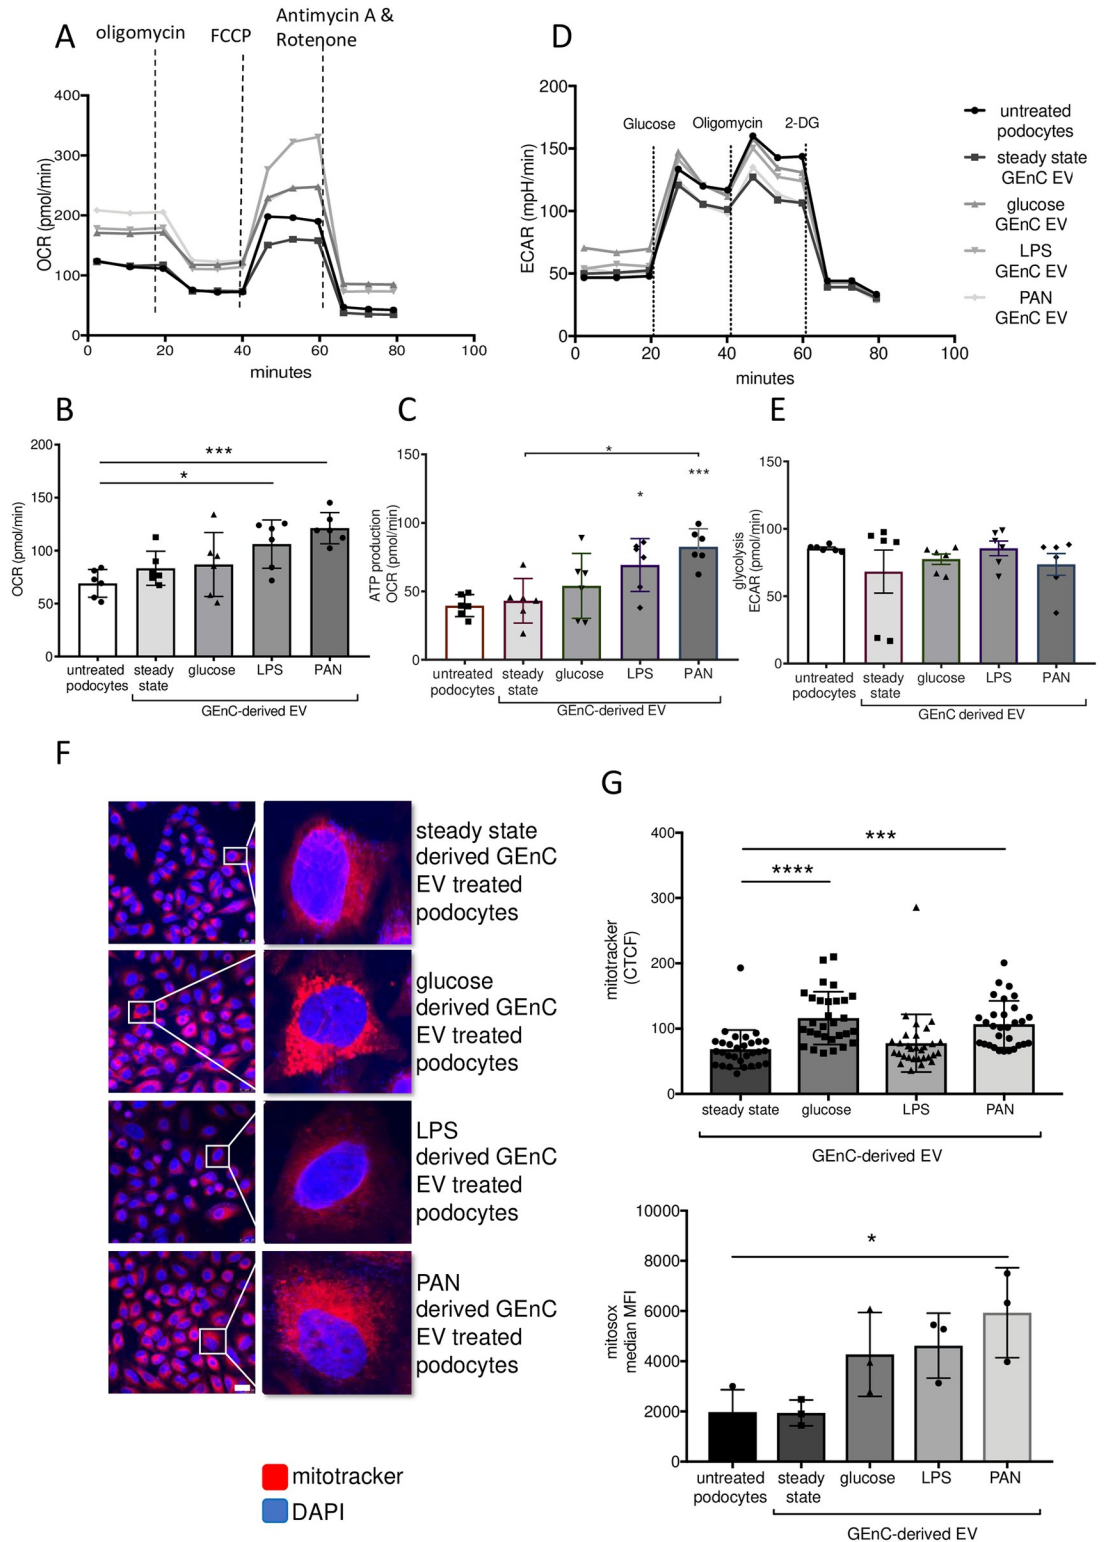 A
oligomycin
FCCP
Antimycin A &
Rotenone
OCR (pmol/min)
400
300
200
100
0
0 20 40 60 80 100
minutes
D
ECAR (mpH/min)
200
150
100
50
0
Glucose Oligomycin 2-DG
0 20 40 60 80 100
minutes
untreated
podocytes
steady state
GEnC EV
glucose
GEnC EV
LPS
GEnC EV
PAN
GEnC EV
B
OCR (pmol/min)
200
150
100
50
0
***
*
untreated
podocytes
steady
state
glucose
LPS
PAN
GEnC-derived EV
C
ATP production
OCR (pmol/min)
150
100
50
0
*
*
***
untreated
podocytes
steady
state
glucose
LPS
PAN
GEnC-derived EV
E
glycolysis
ECAR (pmol/min)
150
100
50
0
untreated
podocytes
steady
state
glucose
LPS
PAN
GEnC derived EV
F
steady state
derived GEnC
EV treated
podocytes
glucose
derived GEnC
EV treated
podocytes
LPS
derived GEnC
EV treated
podocytes
PAN
derived GEnC
EV treated
podocytes
mitotracker
DAPI
G
mitotracker
(CTCF)
400
300
200
100
0
***
****
steady state
glucose
LPS
PAN
GEnC-derived EV
mitosox
median MFI
10000
8000
6000
4000
2000
0
*
untreated
podocytes
steady
state
glucose
LPS
PAN
GEnC-derived EV